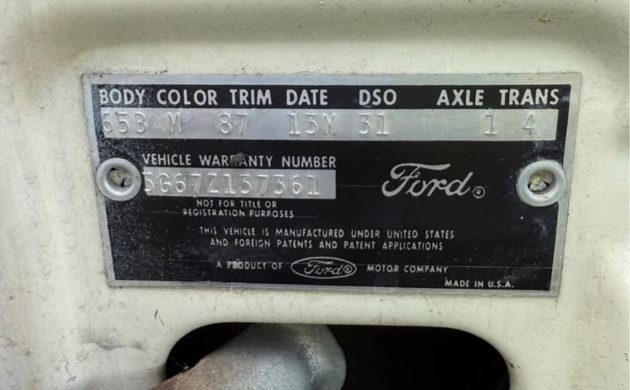 BODY COLOR TRIM DATE DSO AXLE TRANS
65B M 87 13M 31 1 4
VEHICLE WARRANTY NUMBER
5G67Z137361
NOT FOR TITLE OR
REGISTRATION PURPOSES
Ford®
THIS VEHICLE IS MANUFACTURED UNDER UNITED STATES
AND FOREIGN PATENTS AND PATENT APPLICATIONS
A PRODUCT OF Ford® MOTOR COMPANY
MADE IN U.S.A.